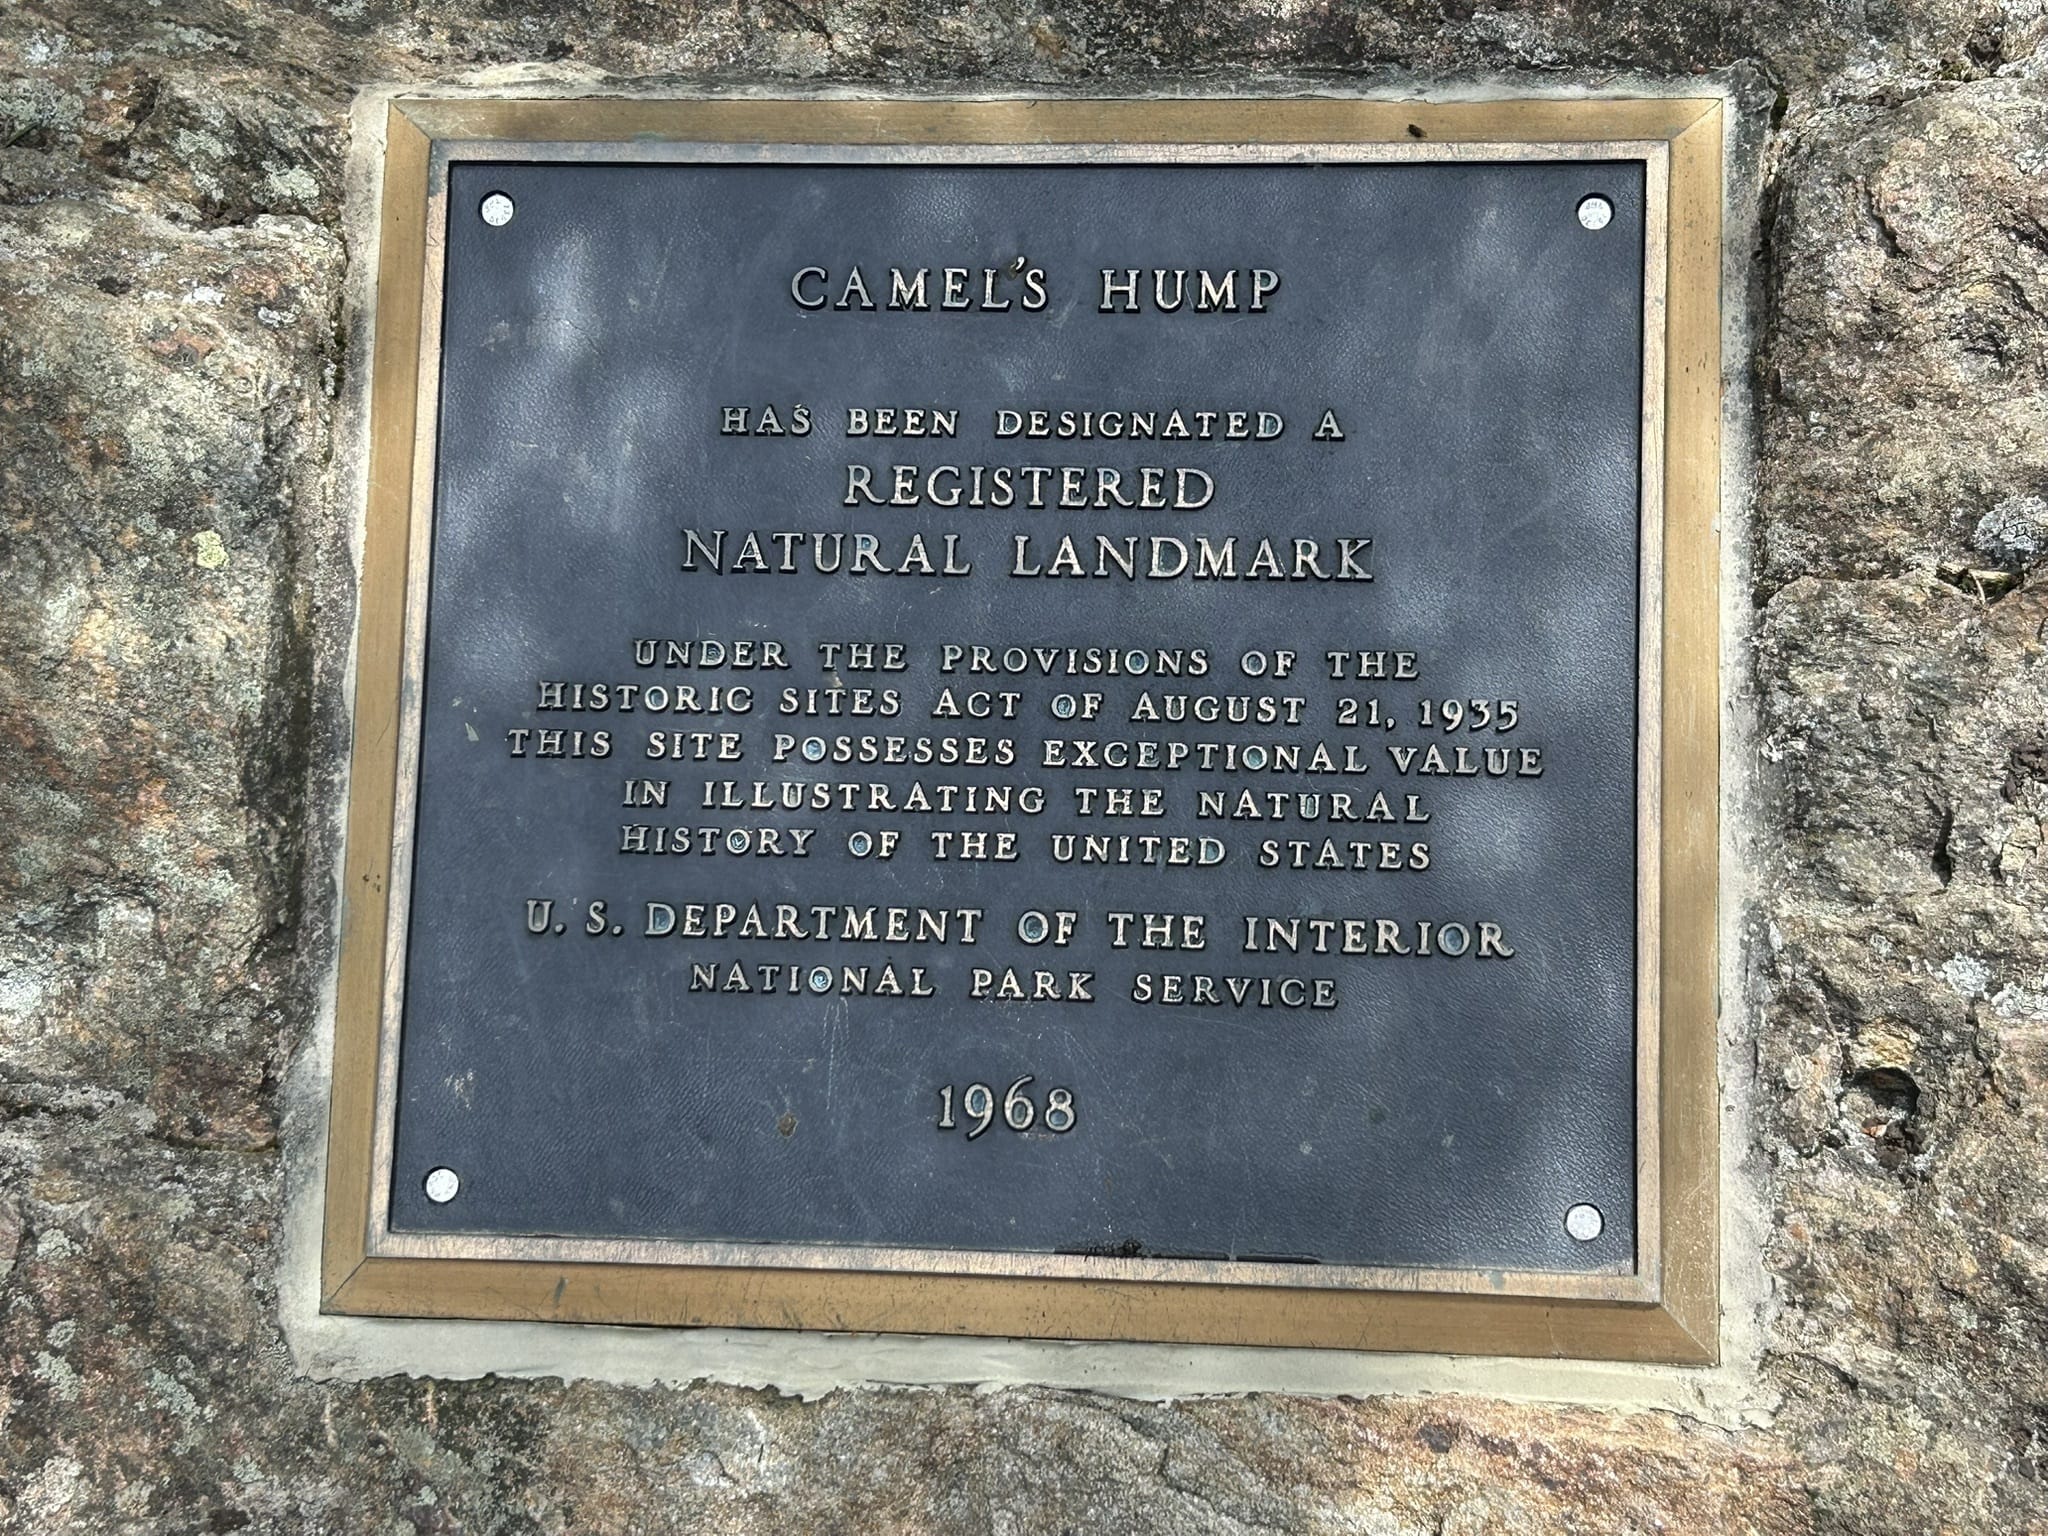 CAMEL'S HUMP
HAS BEEN DESIGNATED A
REGISTERED
NATURAL LANDMARK
UNDER THE PROVISIONS OF THE
HISTORIC SITES ACT OF AUGUST 21, 1935
THIS SITE POSSESSES EXCEPTIONAL VALUE
IN ILLUSTRATING THE NATURAL
HISTORY OF THE UNITED STATES
U. S. DEPARTMENT OF THE INTERIOR
NATIONAL PARK SERVICE
1968